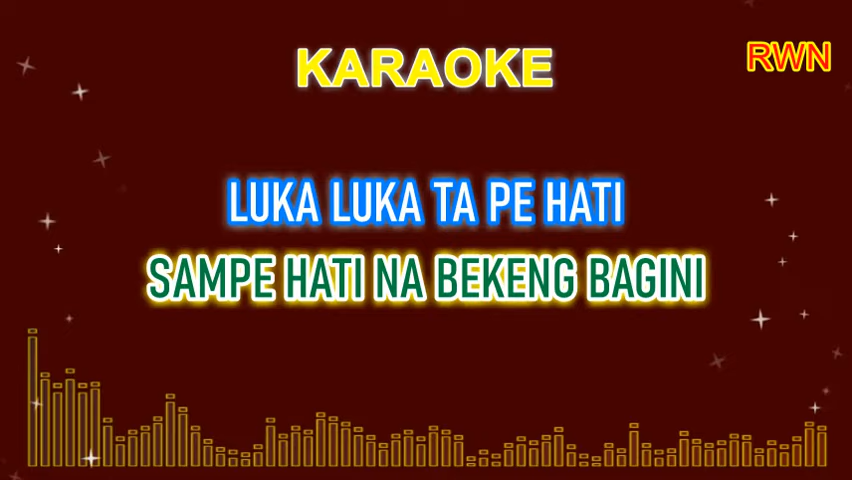 KARAOKE
RWN
LUKA LUKA TA PE HATI
SAMPE HATI NA BEKENG BAGINI